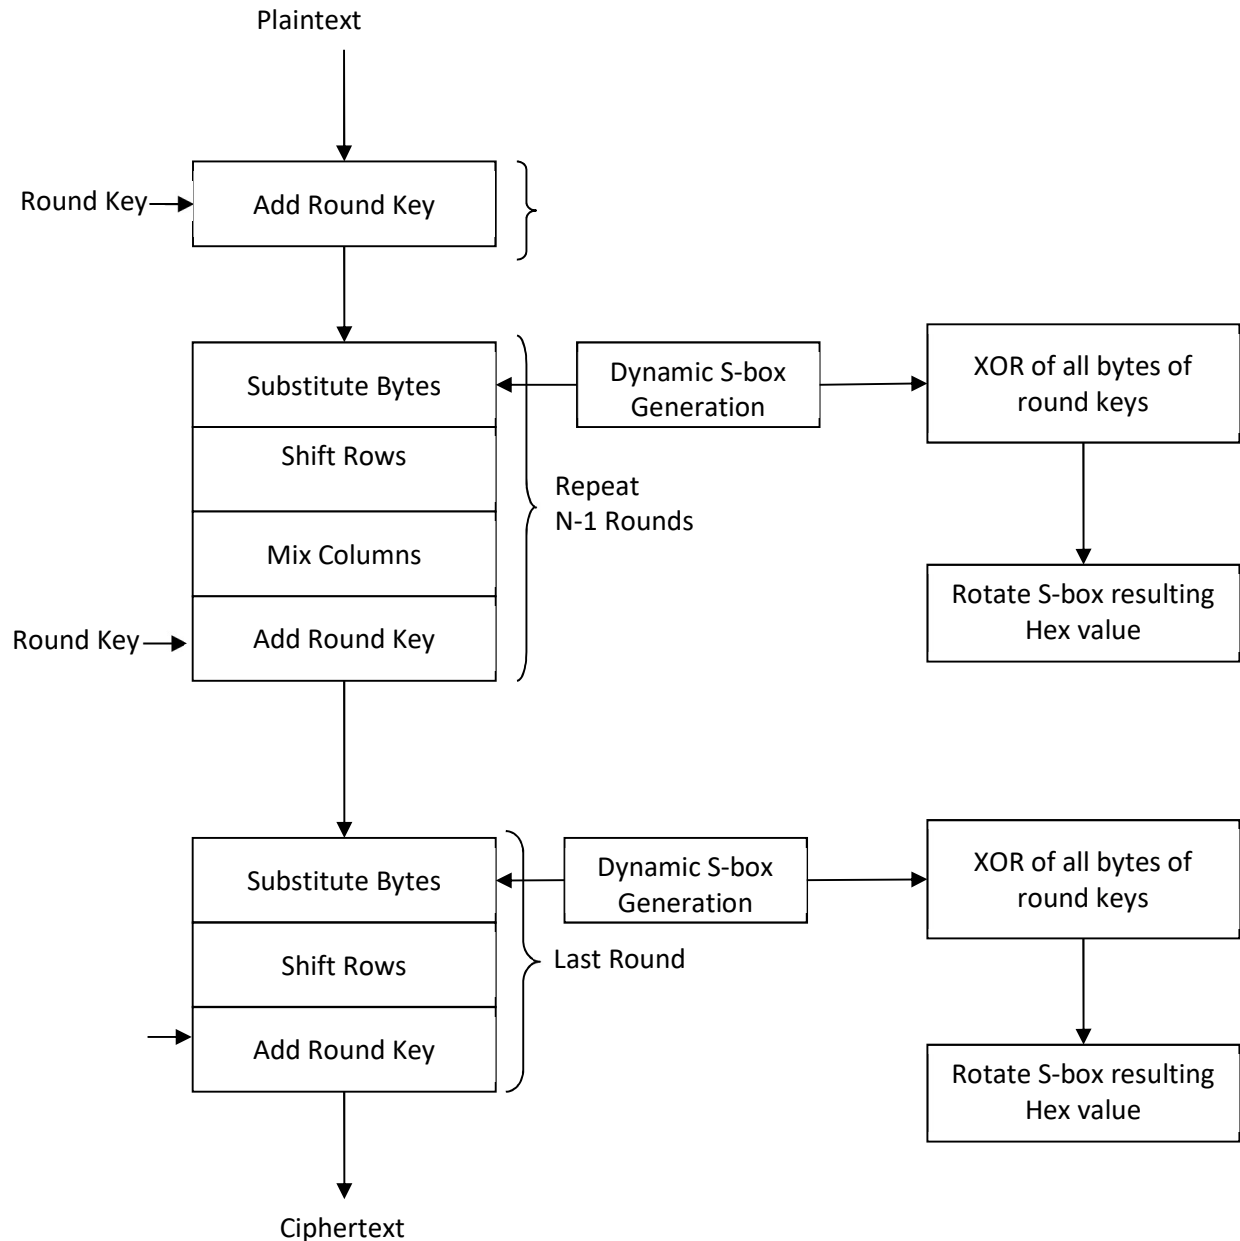 Plaintext
Round Key
Add Round Key
Substitute Bytes
Dynamic S-box
Generation
XOR of all bytes of
round keys
Shift Rows
Repeat
N-1 Rounds
Mix Columns
Rotate S-box resulting
Hex value
Round Key
Add Round Key
Substitute Bytes
Dynamic S-box
Generation
XOR of all bytes of
round keys
Shift Rows
Last Round
Add Round Key
Rotate S-box resulting
Hex value
Ciphertext